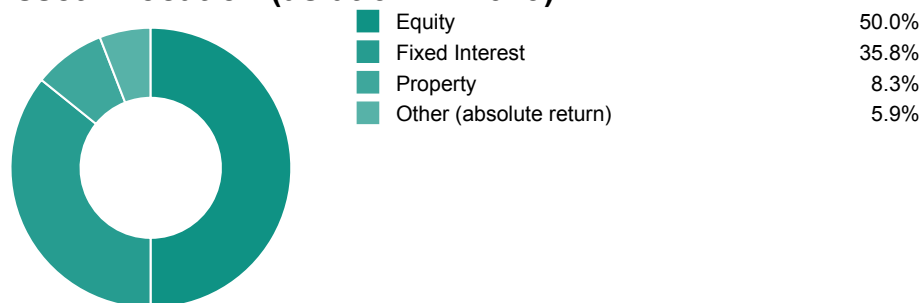 Equity 50.0%
Fixed Interest 35.8%
Property 8.3%
Other (absolute return) 5.9%